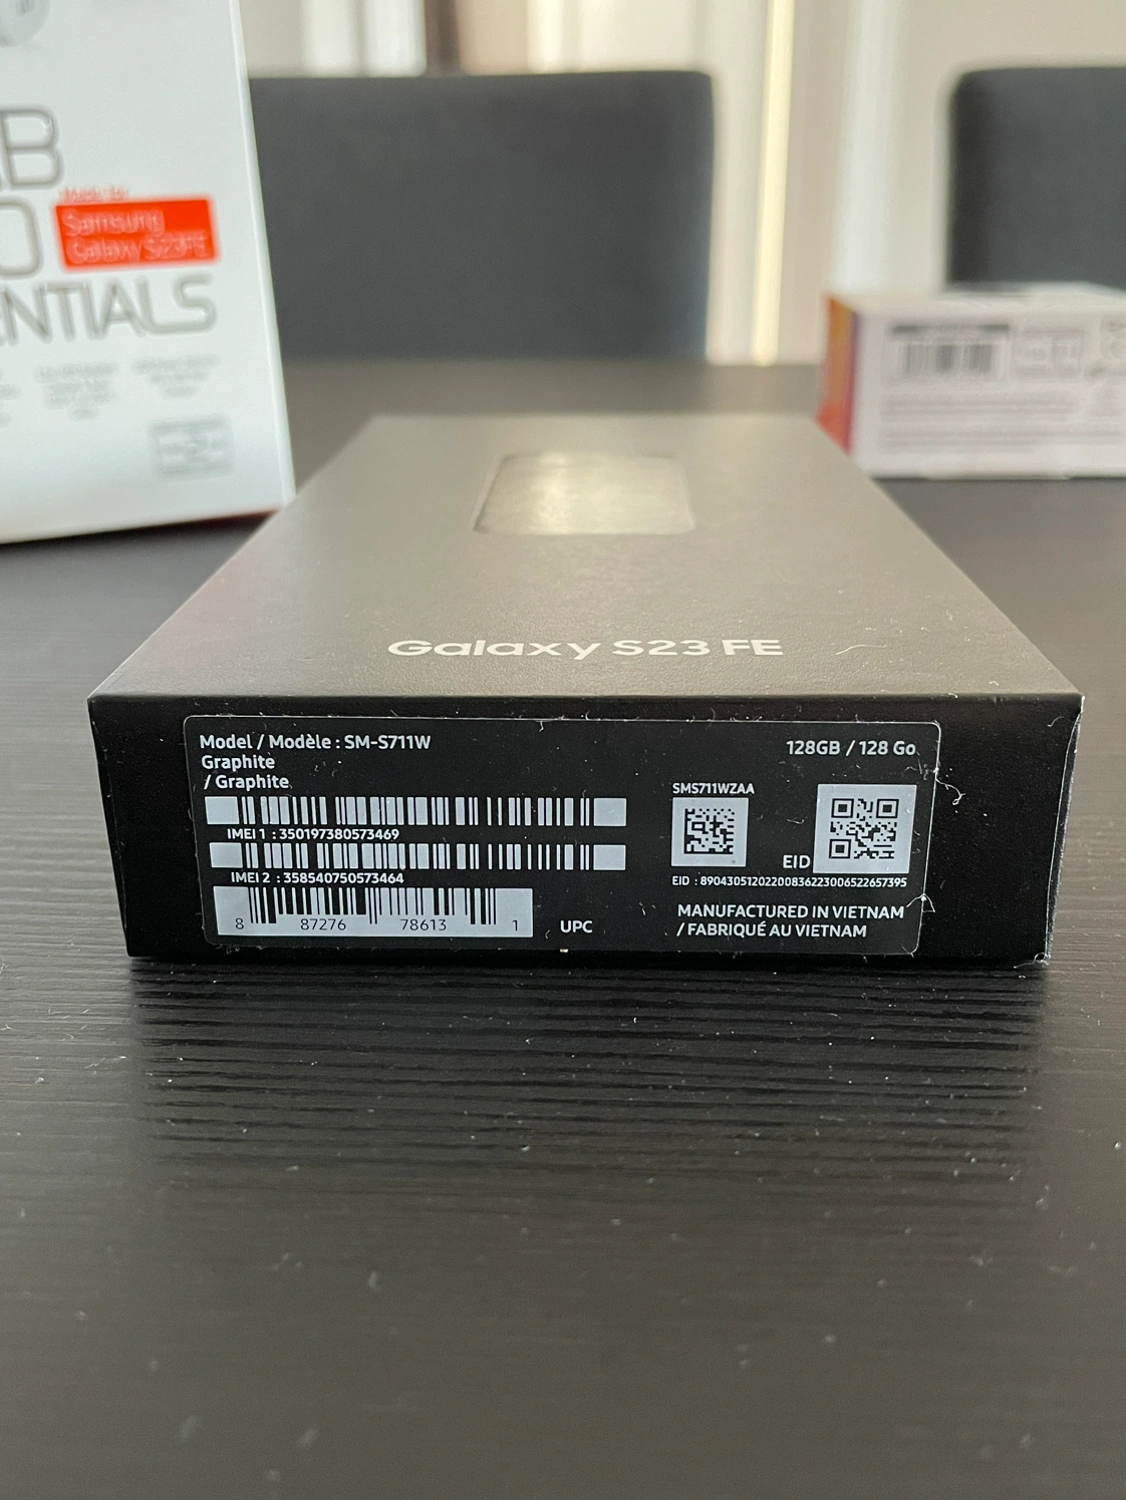 B
O
Made for
Samsung
Galaxy S23FE
ENTIALS
Galaxy S23 FE
Model / Modèle : SM-S711W
Graphite
/ Graphite
128GB / 128 Go
IMEI 1 : 350197380573469
IMEI 2 : 358540750573464
8 87276 78613 1
UPC
SMS711WZAA
EID
EID : 89043051202200836223006522657395
MANUFACTURED IN VIETNAM
/ FABRIQUÉ AU VIETNAM